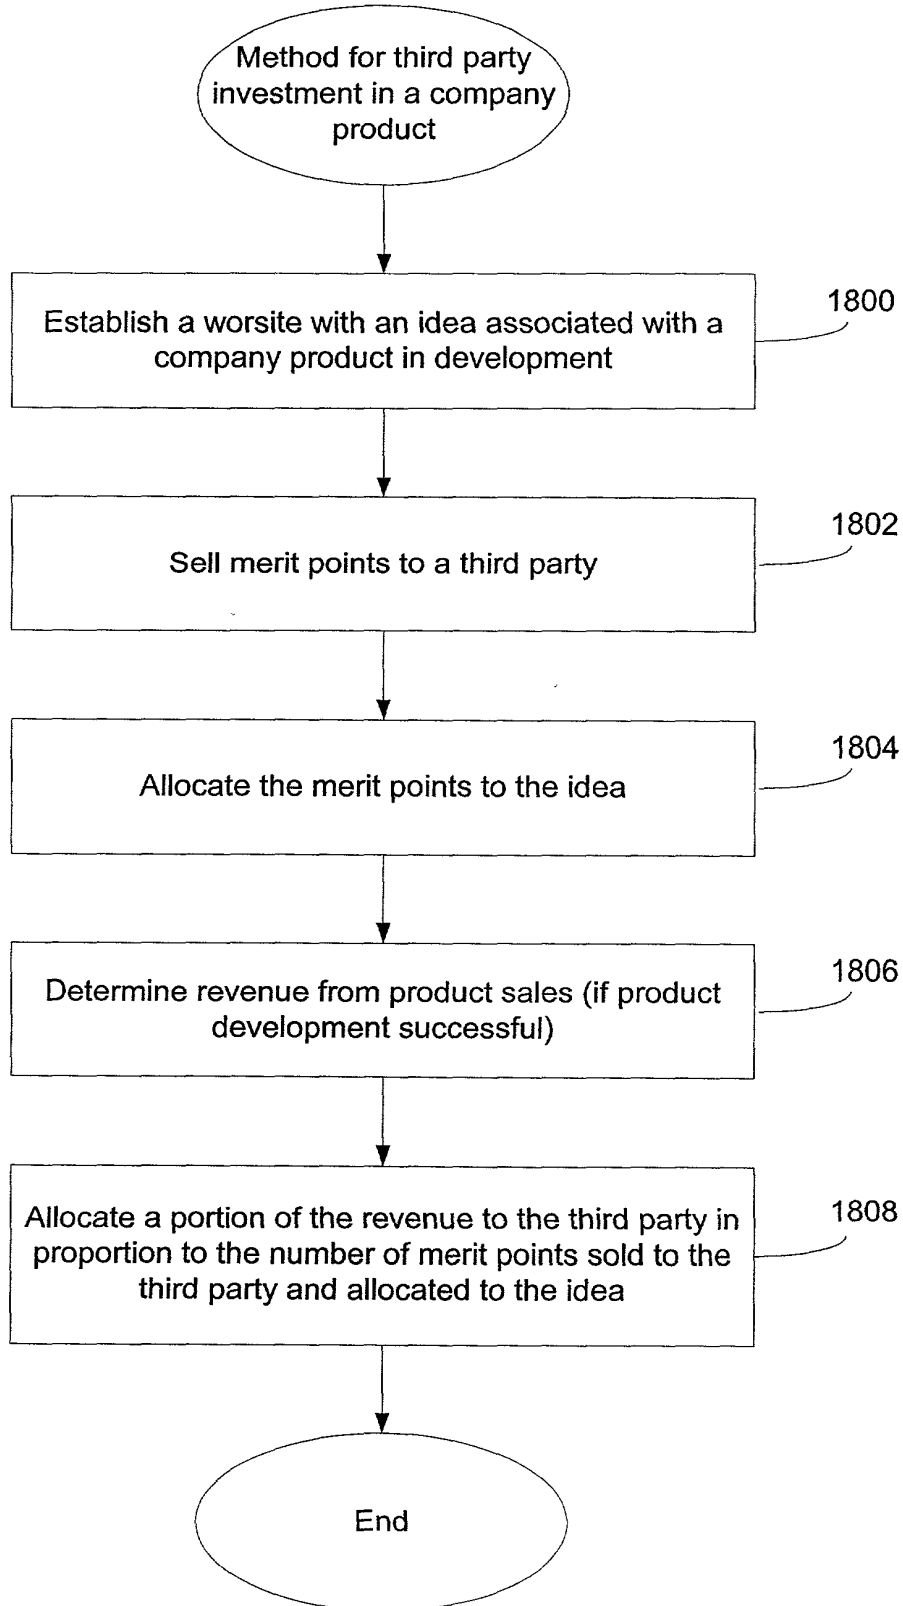 Method for third party
investment in a company
product
Establish a worsite with an idea associated with a
company product in development
1800
Sell merit points to a third party
1802
Allocate the merit points to the idea
1804
Determine revenue from product sales (if product
development successful)
1806
Allocate a portion of the revenue to the third party in
proportion to the number of merit points sold to the
third party and allocated to the idea
1808
End